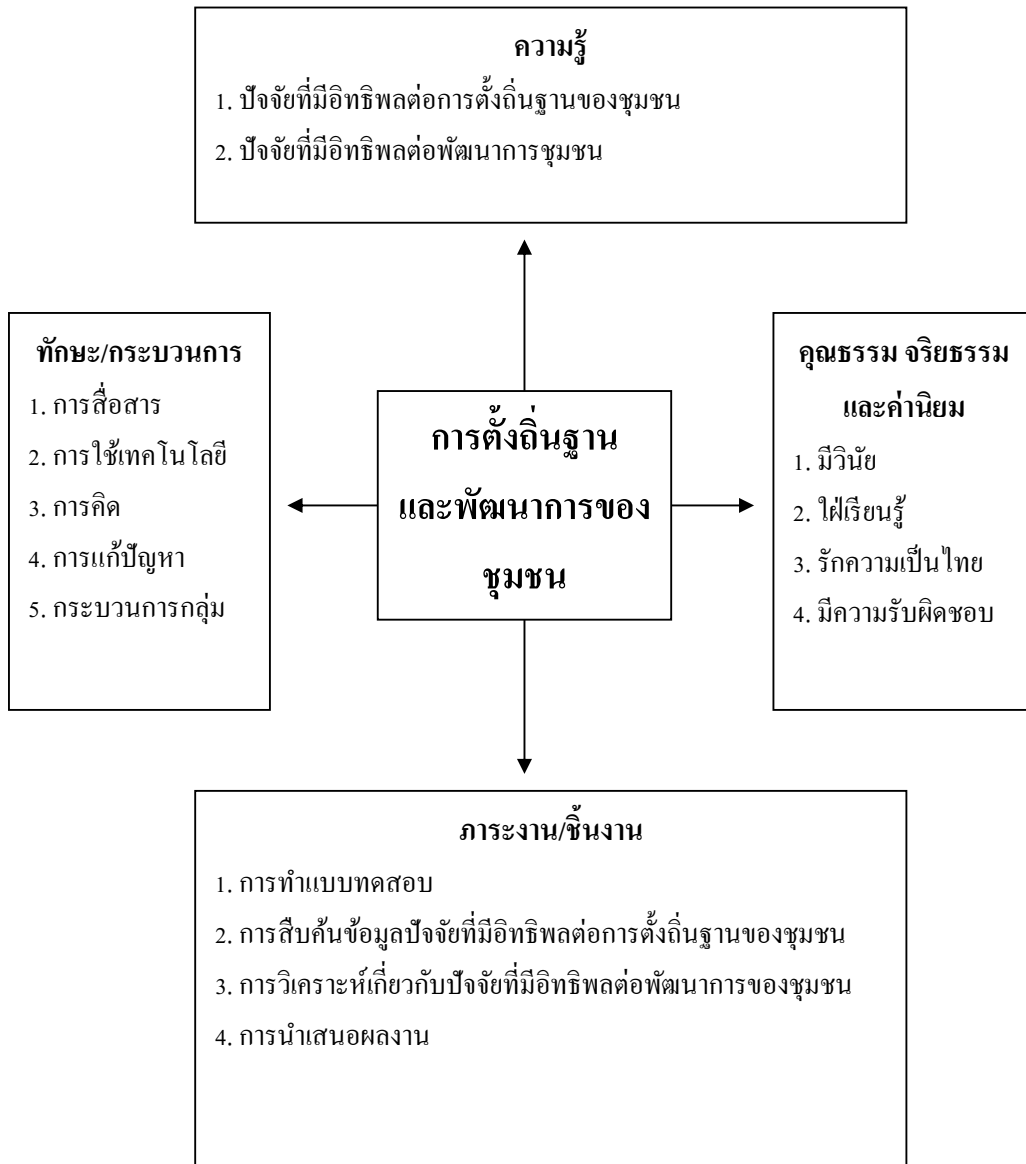 ความรู้
1. ปัจจัยที่มีอิทธิพลต่อการตั้งถิ่นฐานของชุมชน
2. ปัจจัยที่มีอิทธิพลต่อพัฒนาการชุมชน
ทักษะ/กระบวนการ
1. การสื่อสาร
2. การใช้เทคโนโลยี
3. การคิด
4. การแก้ปัญหา
5. กระบวนการกลุ่ม
การตั้งถิ่นฐาน
และพัฒนาการของ
ชุมชน
คุณธรรม จริยธรรม
และค่านิยม
1. มีวินัย
2. ใฝ่เรียนรู้
3. รักความเป็นไทย
4. มีความรับผิดชอบ
ภาระงาน/ชิ้นงาน
1. การทำแบบทดสอบ
2. การสืบค้นข้อมูลปัจจัยที่มีอิทธิพลต่อการตั้งถิ่นฐานของชุมชน
3. การวิเคราะห์เกี่ยวกับปัจจัยที่มีอิทธิพลต่อพัฒนาการของชุมชน
4. การนำเสนอผลงาน